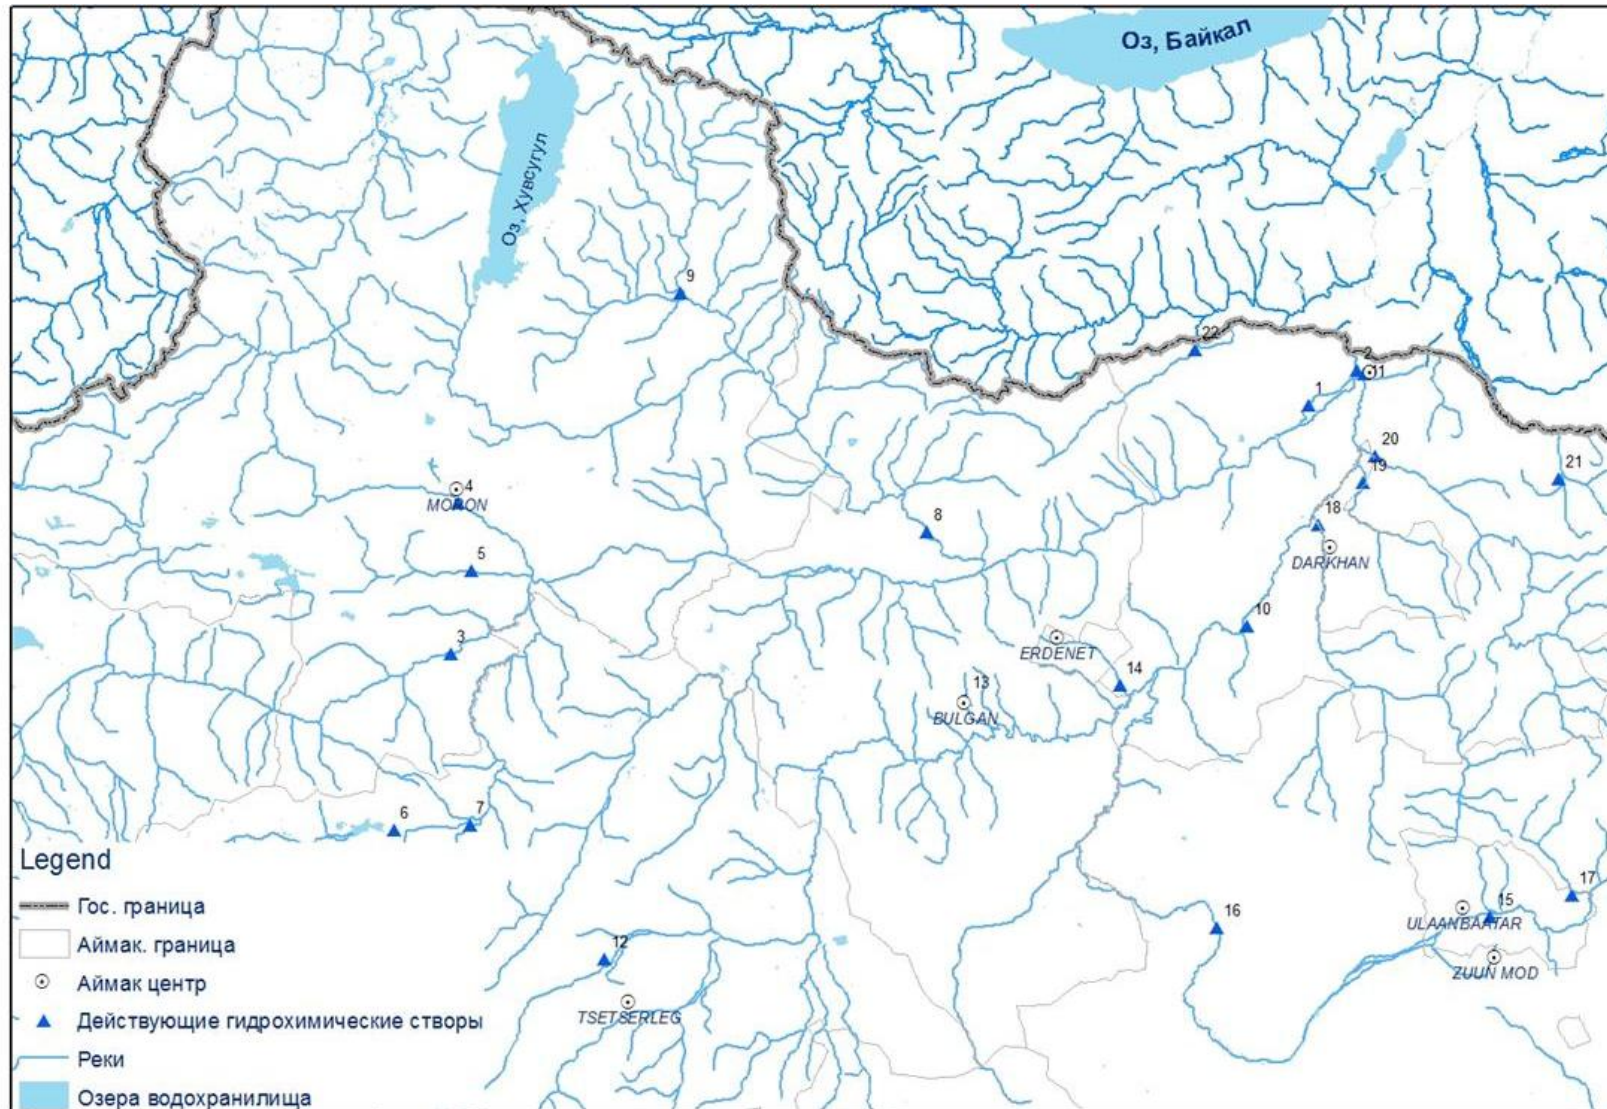 Оз, Байкал
Оз, Хувсугул
9
22
2
11
1
20
19
21
4
MORON
18
8
DARKHAN
5
10
ERDENET
3
14
13
BULGAN
6
7
Legend
Гос. граница
Аймак. граница
Аймак центр
Действующие гидрохимические створы
Реки
Озера водохранилища
17
15
16
ULAANBAATAR
12
ZUUN MOD
TSETSERLEG